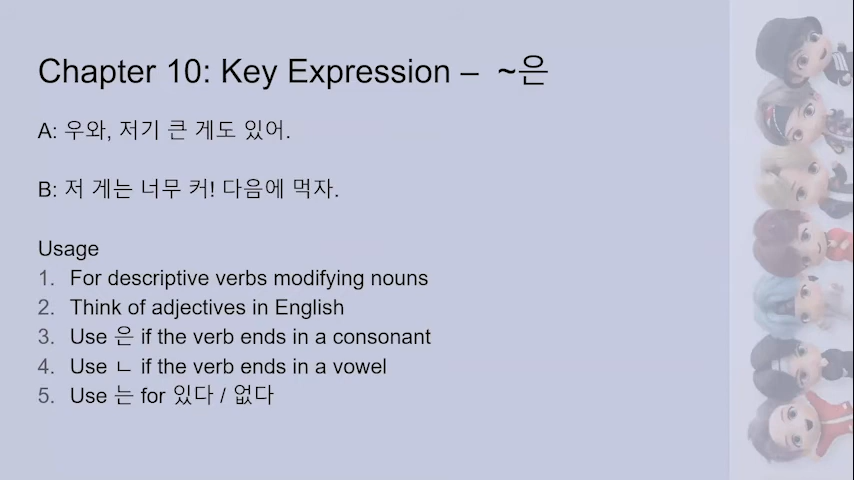 Chapter 10: Key Expression – ~은
A: 우와, 저기 큰 게도 있어.
B: 저 게는 너무 커! 다음에 먹자.
Usage
1. For descriptive verbs modifying nouns
2. Think of adjectives in English
3. Use 은 if the verb ends in a consonant
4. Use ㄴ if the verb ends in a vowel
5. Use 는 for 있다 / 없다